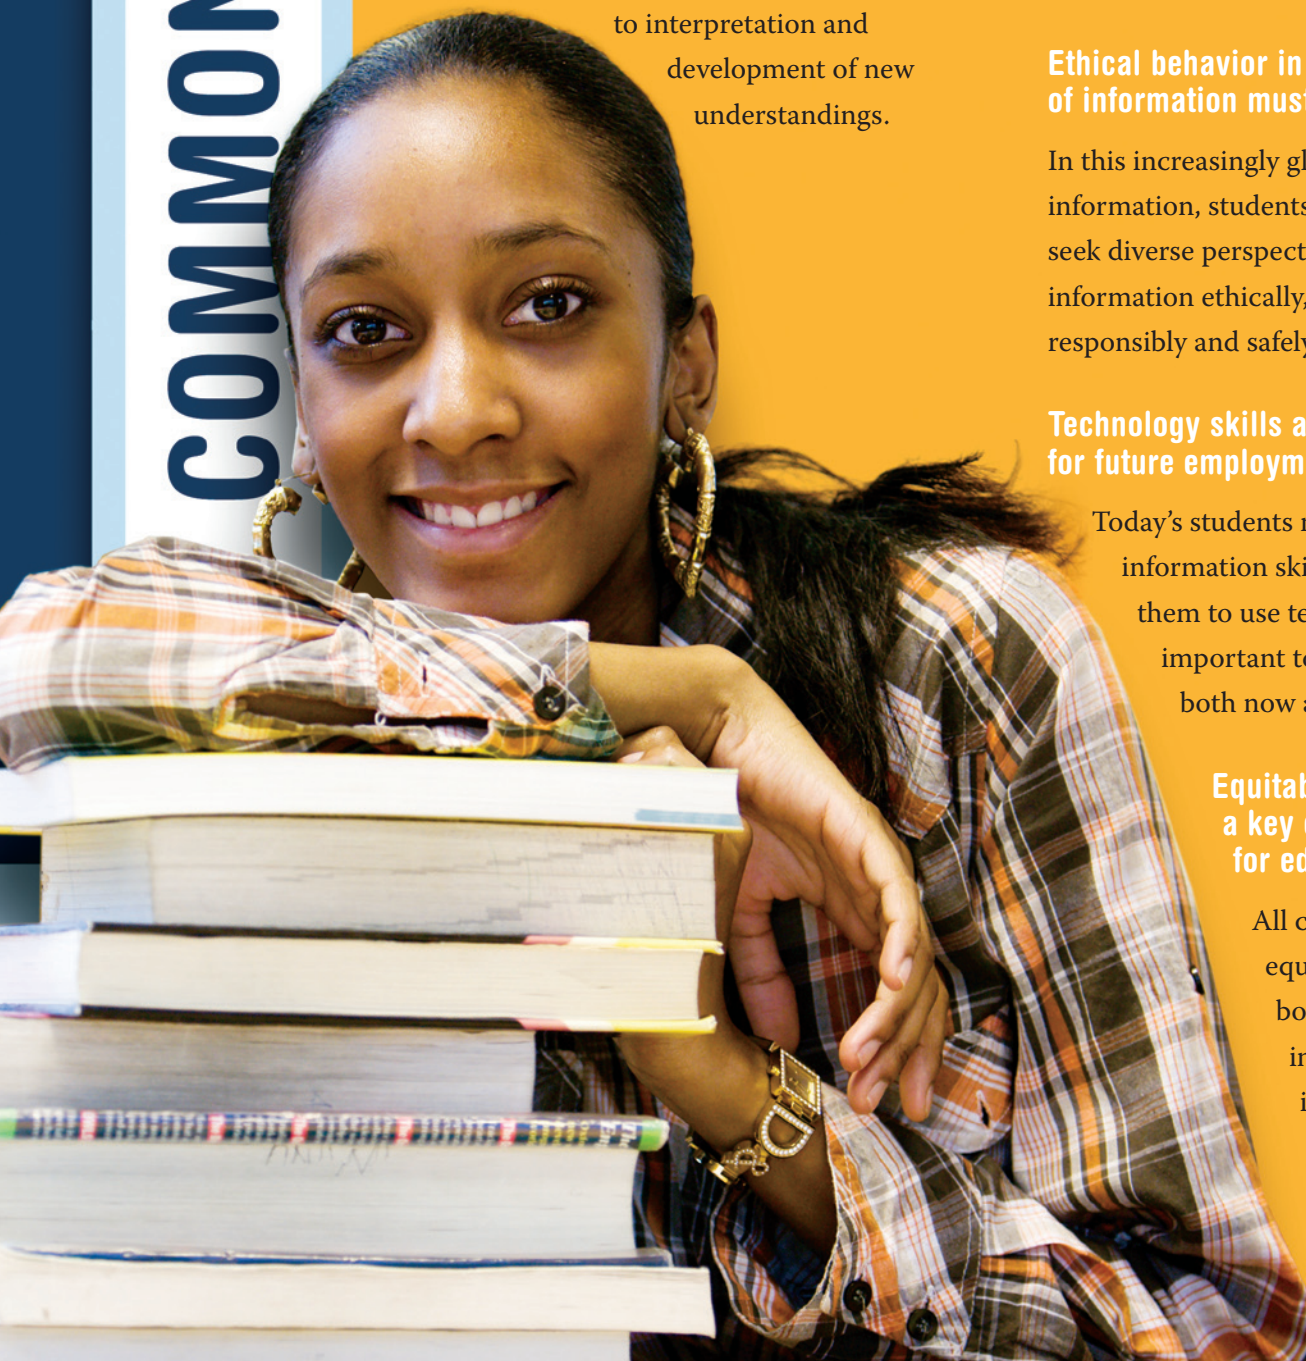 COMMON
to interpretation and
development of new
understandings.
Ethical behavior in
of information must
In this increasingly gl
information, students
seek diverse perspect
information ethically,
responsibly and safely
Technology skills a
for future employm
Today’s students n
information ski
them to use te
important to
both now a
Equitab
a key
for ed
All c
equ
bo
in
i